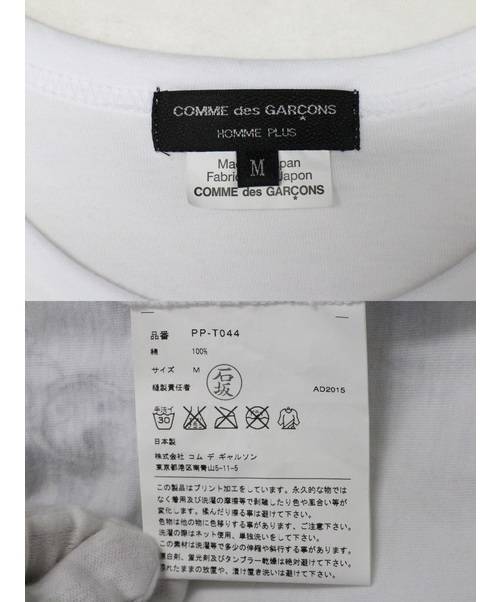 COMME des GARÇONS
HOMME PLUS
M
COMME des GARÇONS
品番 PP-T044
綿 100%
サイズ M
縫製責任者 石坂 AD2015
手洗イ
30
日本製
株式会社 コム デ ギャルソン
東京都港区南青山5-11-5
この製品はプリント加工をしています。永久的な物では
なく着用及び洗濯の摩擦等で剥離したり色や風合い等が
変化します。揉んだり擦る事は避けて下さい。
色物は他の物に色移りする事があります、ご注意下さい。
洗濯の際はネット使用、単独洗いをして下さい。
この素材は洗濯等で多少の伸縮や斜行する事が有ります。
漂白剤、蛍光剤及びタンブラー乾燥は絶対避けて下さい。
れたままの放置や、漬け置き洗いは避けて下さい。